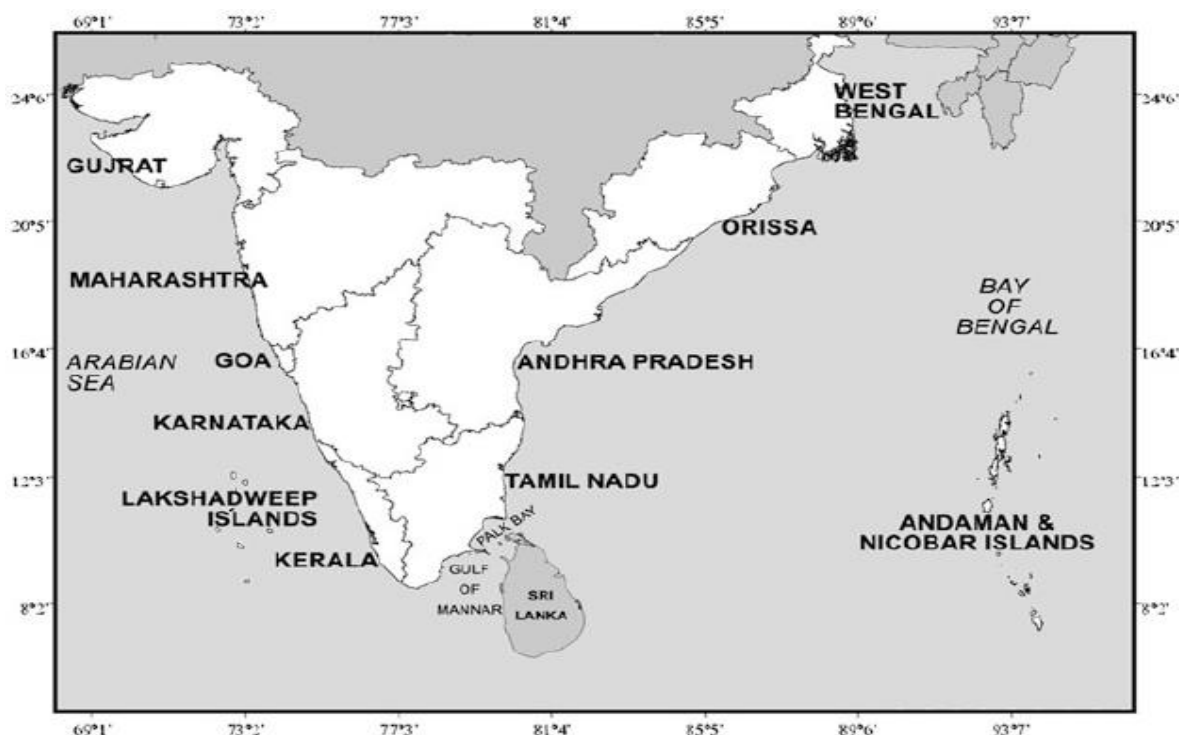 69°1' 73°2' 77°3' 81°4' 85°5' 89°6' 93°7'
24°6' 24°6'
WEST
BENGAL
GUJRAT
20°5' 20°5'
ORISSA
MAHARASHTRA
BAY
OF
BENGAL
16°4' 16°4'
ARABIAN
SEA
GOA
ANDHRA PRADESH
KARNATAKA
12°3' 12°3'
TAMIL NADU
LAKSHADWEEP
ISLANDS
ANDAMAN &
NICOBAR ISLANDS
PALK BAY
KERALA
GULF
OF
MANNAR
SRI
LANKA
8°2' 8°2'
69°1' 73°2' 77°3' 81°4' 85°5' 89°6' 93°7'